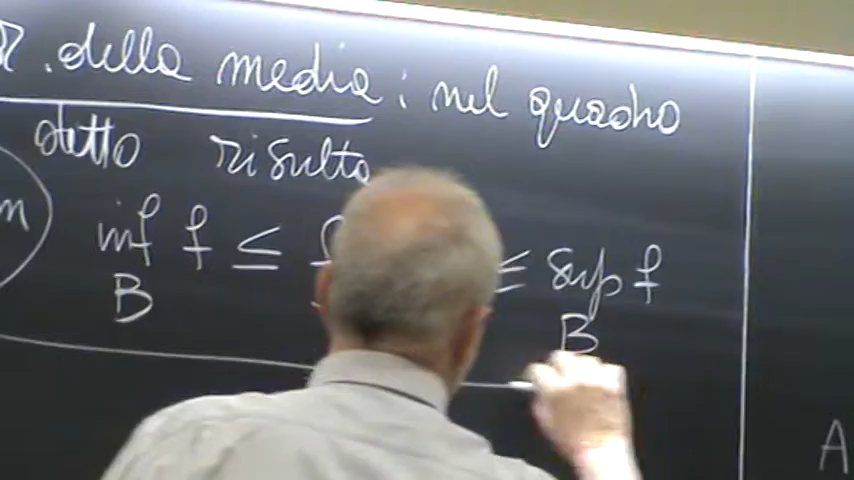 . della media : nel quadro
detto risulta
m inf f ≤ ≤ sup f
B B
A